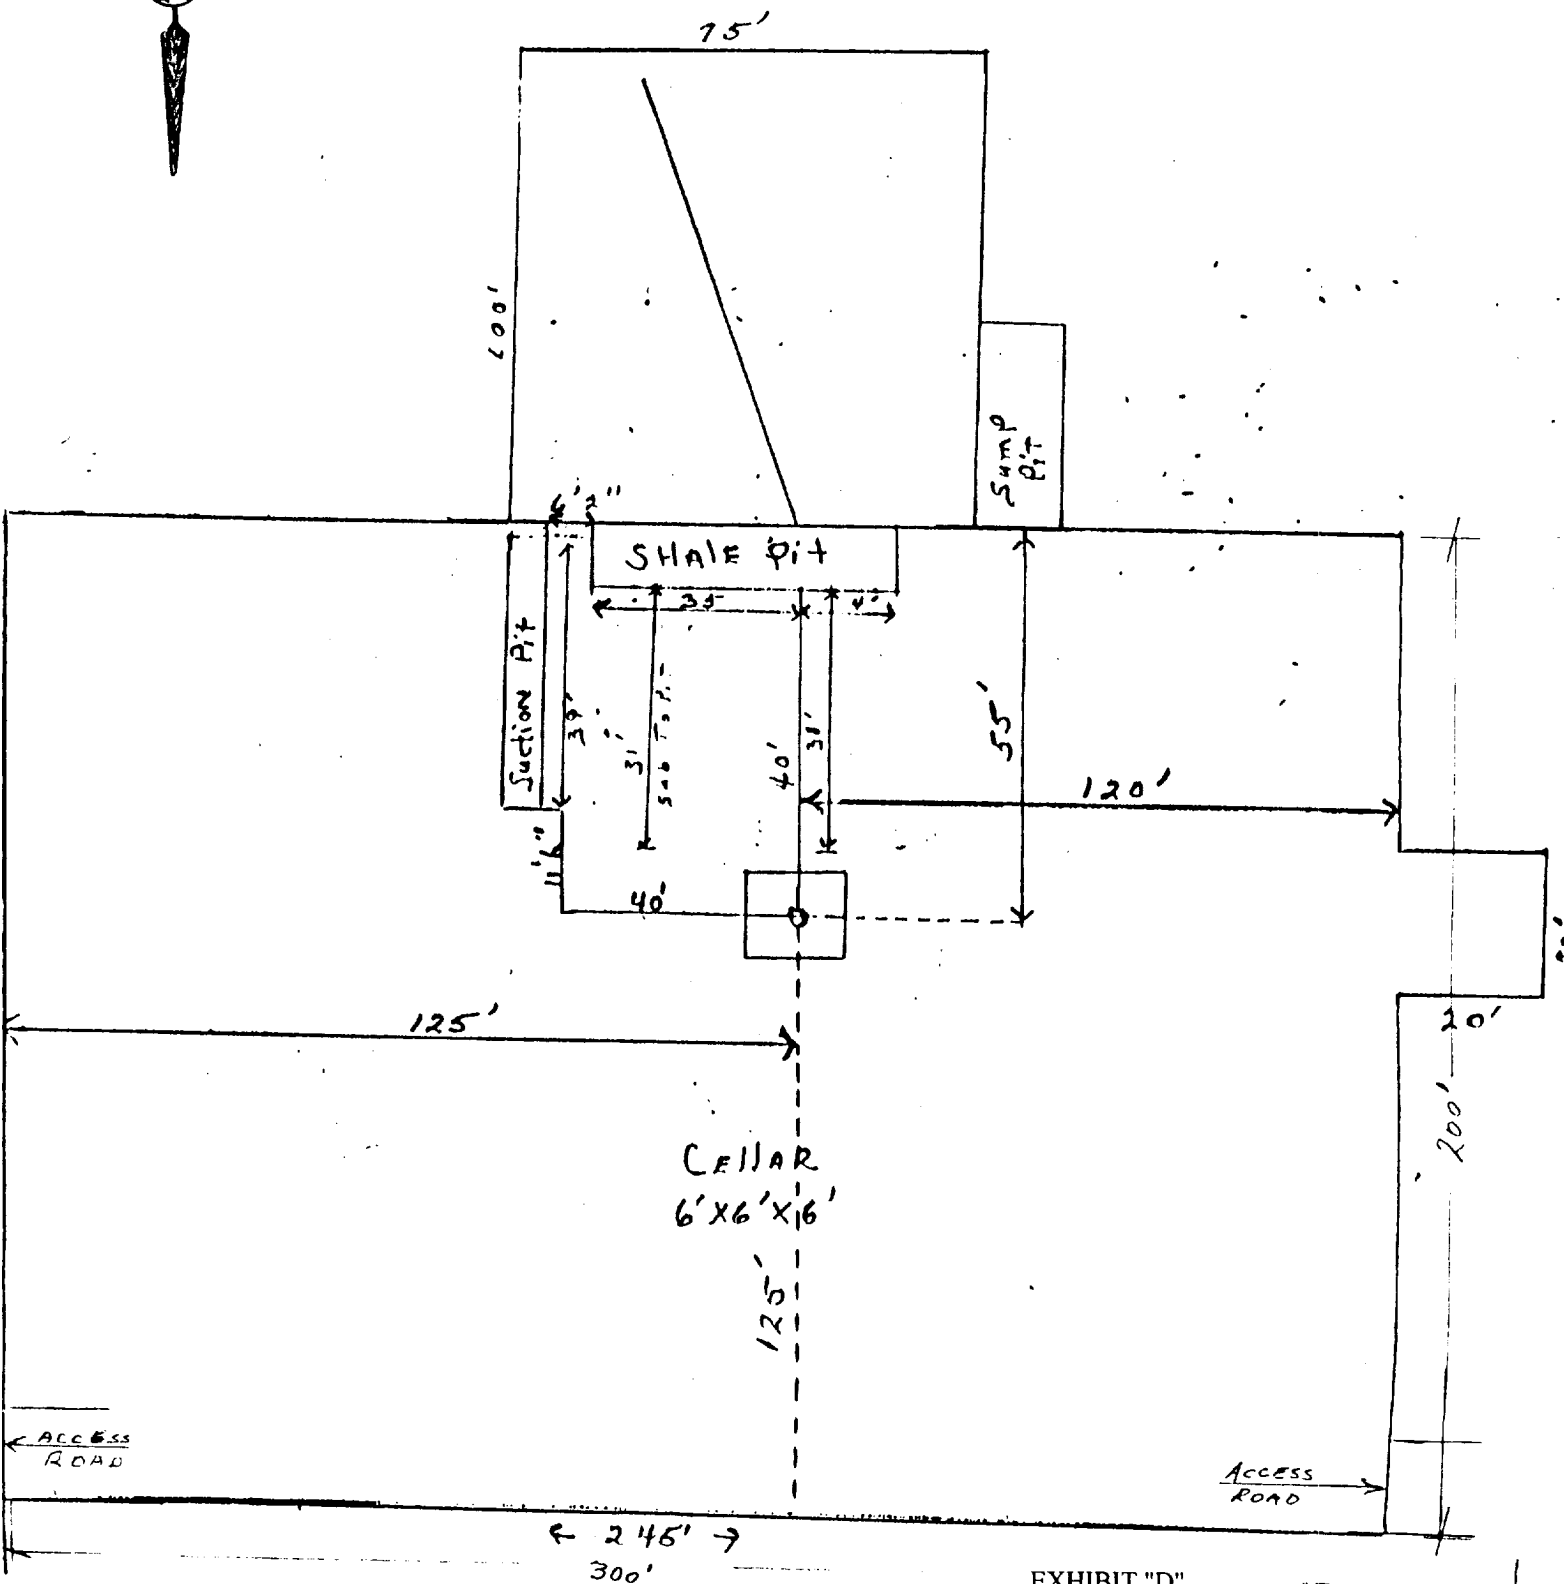 75'
Sump
Pit
6' 2"
SHALE Pit
35
4'
Suction Pit
39'
31'
40'
31'
55'
120'
11'6"
40'
125'
20'
200'
CELLAR
6'X6'X6'
125'
ACCESS
ROAD
ACCESS
ROAD
← 245' →
300'
EXHIBIT "D"